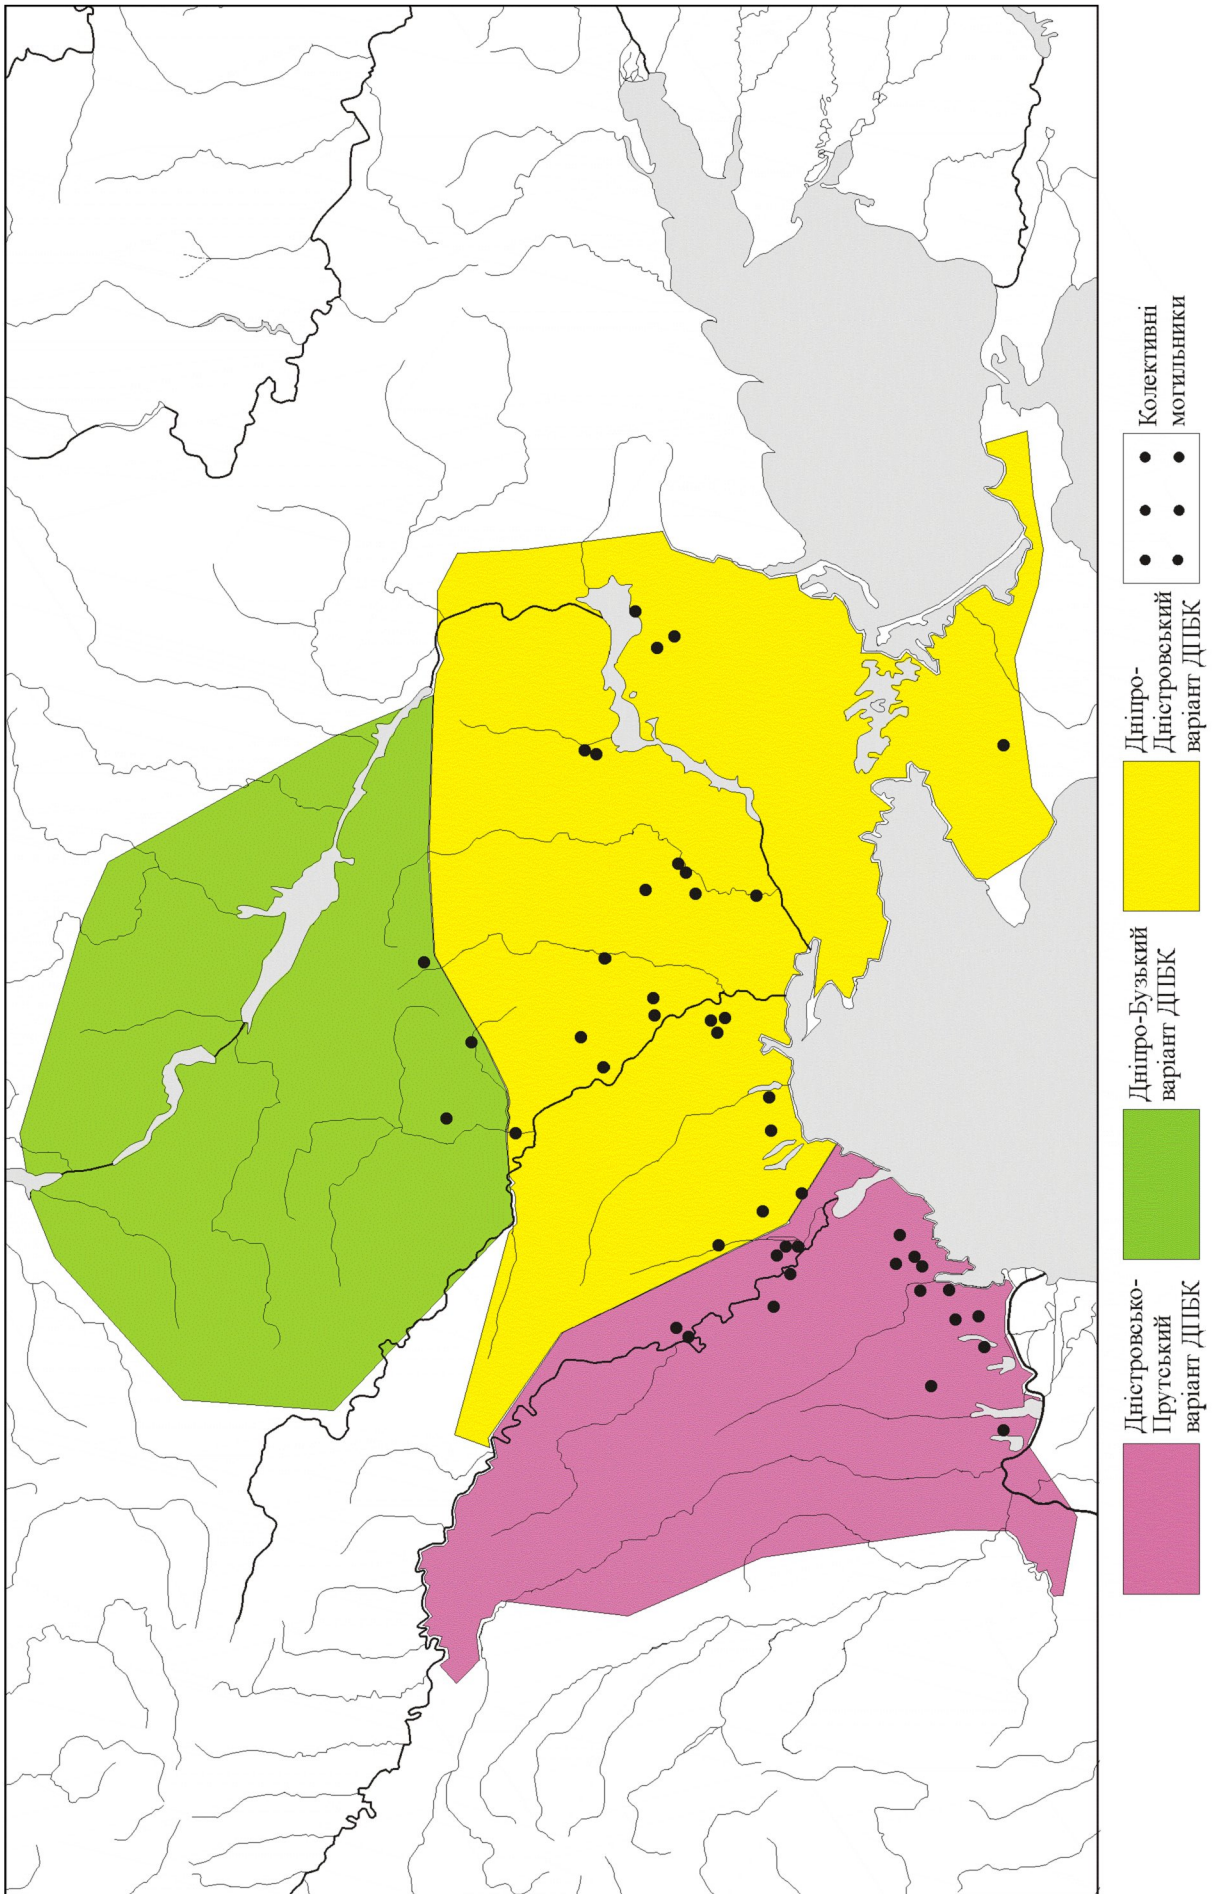 Дністровсько-
Прутський
варіант ДПБК
Дніпро-Бузький
варіант ДПБК
Дніпро-
Дністровський
варіант ДПБК
Колективні
могильники